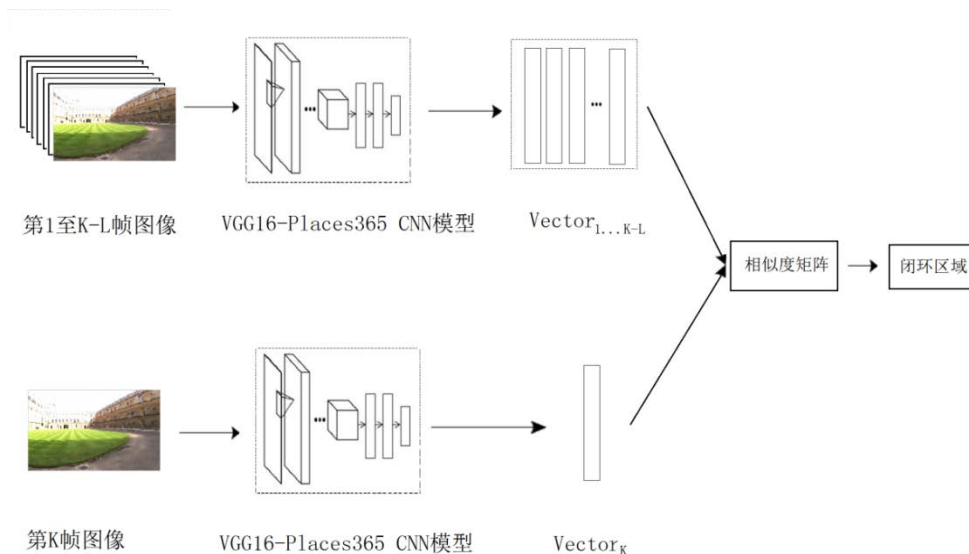 第1至K-L帧图像
VGG16-Places365 CNN模型
Vector1...K-L
相似度矩阵
闭环区域
第K帧图像
VGG16-Places365 CNN模型
VectorK